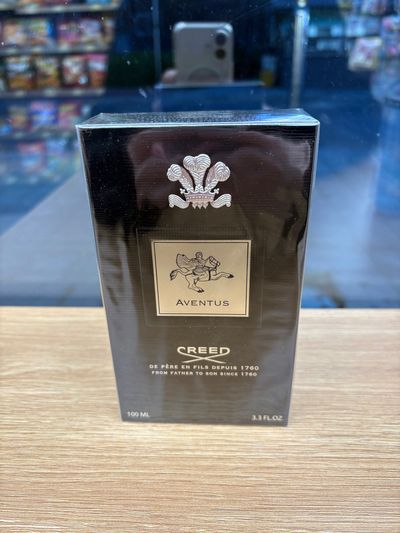 AVENTUS
CREED
DE PÈRE EN FILS DEPUIS 1760
FROM FATHER TO SON SINCE 1760
100 ML 3.3 FL.OZ